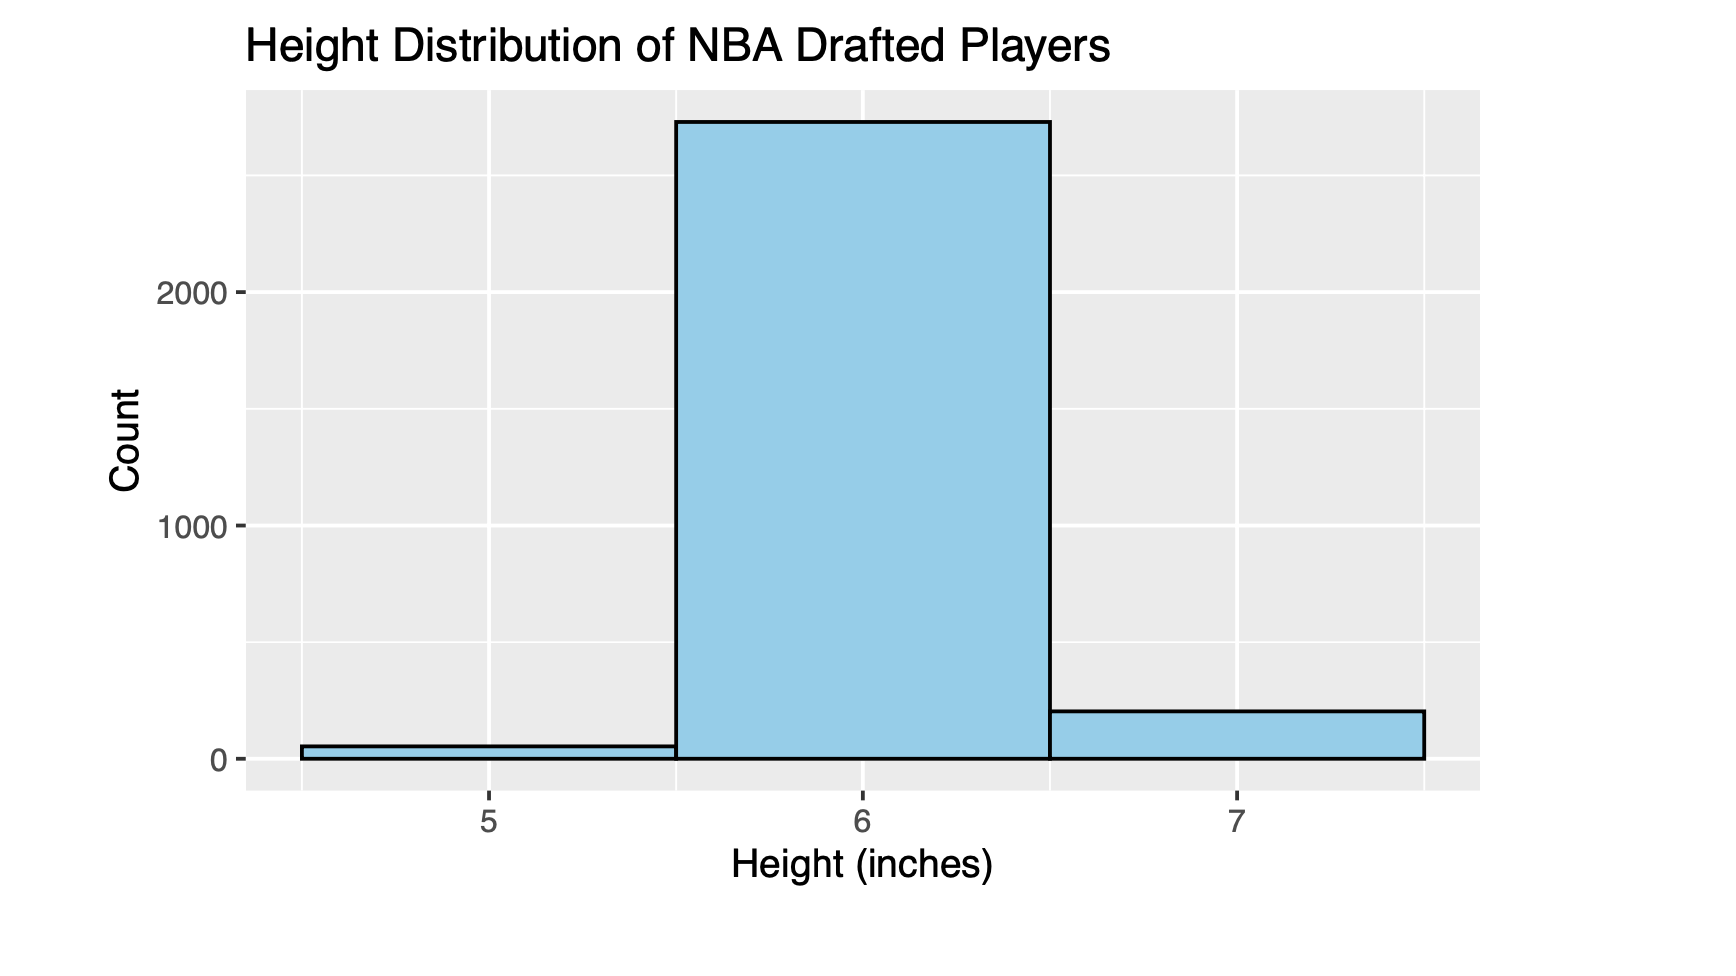 Height Distribution of NBA Drafted Players
2000
1000
0
Count
5 6 7
Height (inches)